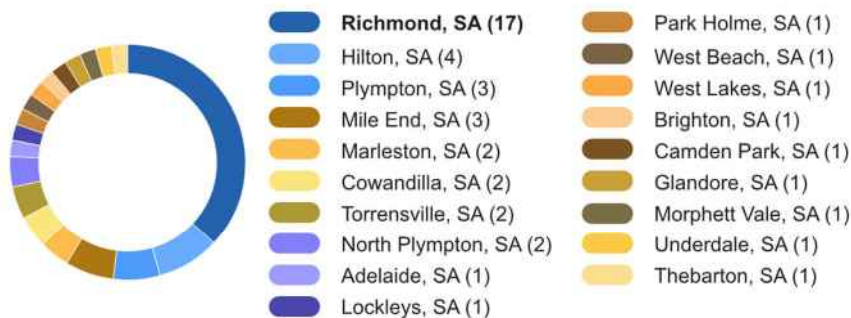 Richmond, SA (17)
Hilton, SA (4)
Plympton, SA (3)
Mile End, SA (3)
Marleston, SA (2)
Cowandilla, SA (2)
Torrensville, SA (2)
North Plympton, SA (2)
Adelaide, SA (1)
Lockleys, SA (1)
Park Holme, SA (1)
West Beach, SA (1)
West Lakes, SA (1)
Brighton, SA (1)
Camden Park, SA (1)
Glandore, SA (1)
Morphett Vale, SA (1)
Underdale, SA (1)
Thebarton, SA (1)